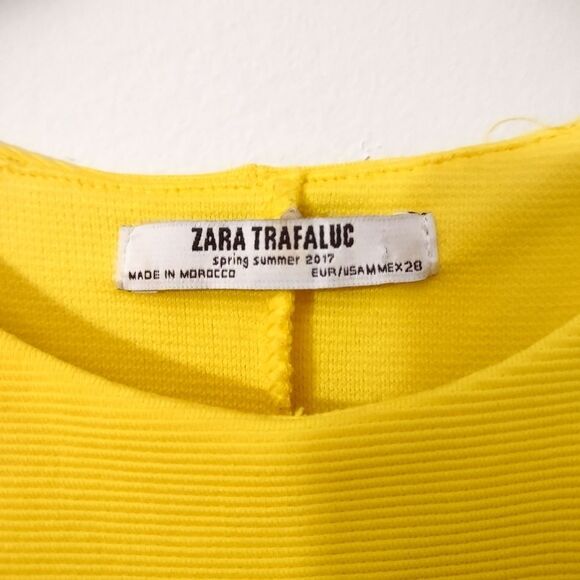 ZARA TRAFALUC
spring summer 2017
MADE IN MOROCCO EUR/USAMMEX28